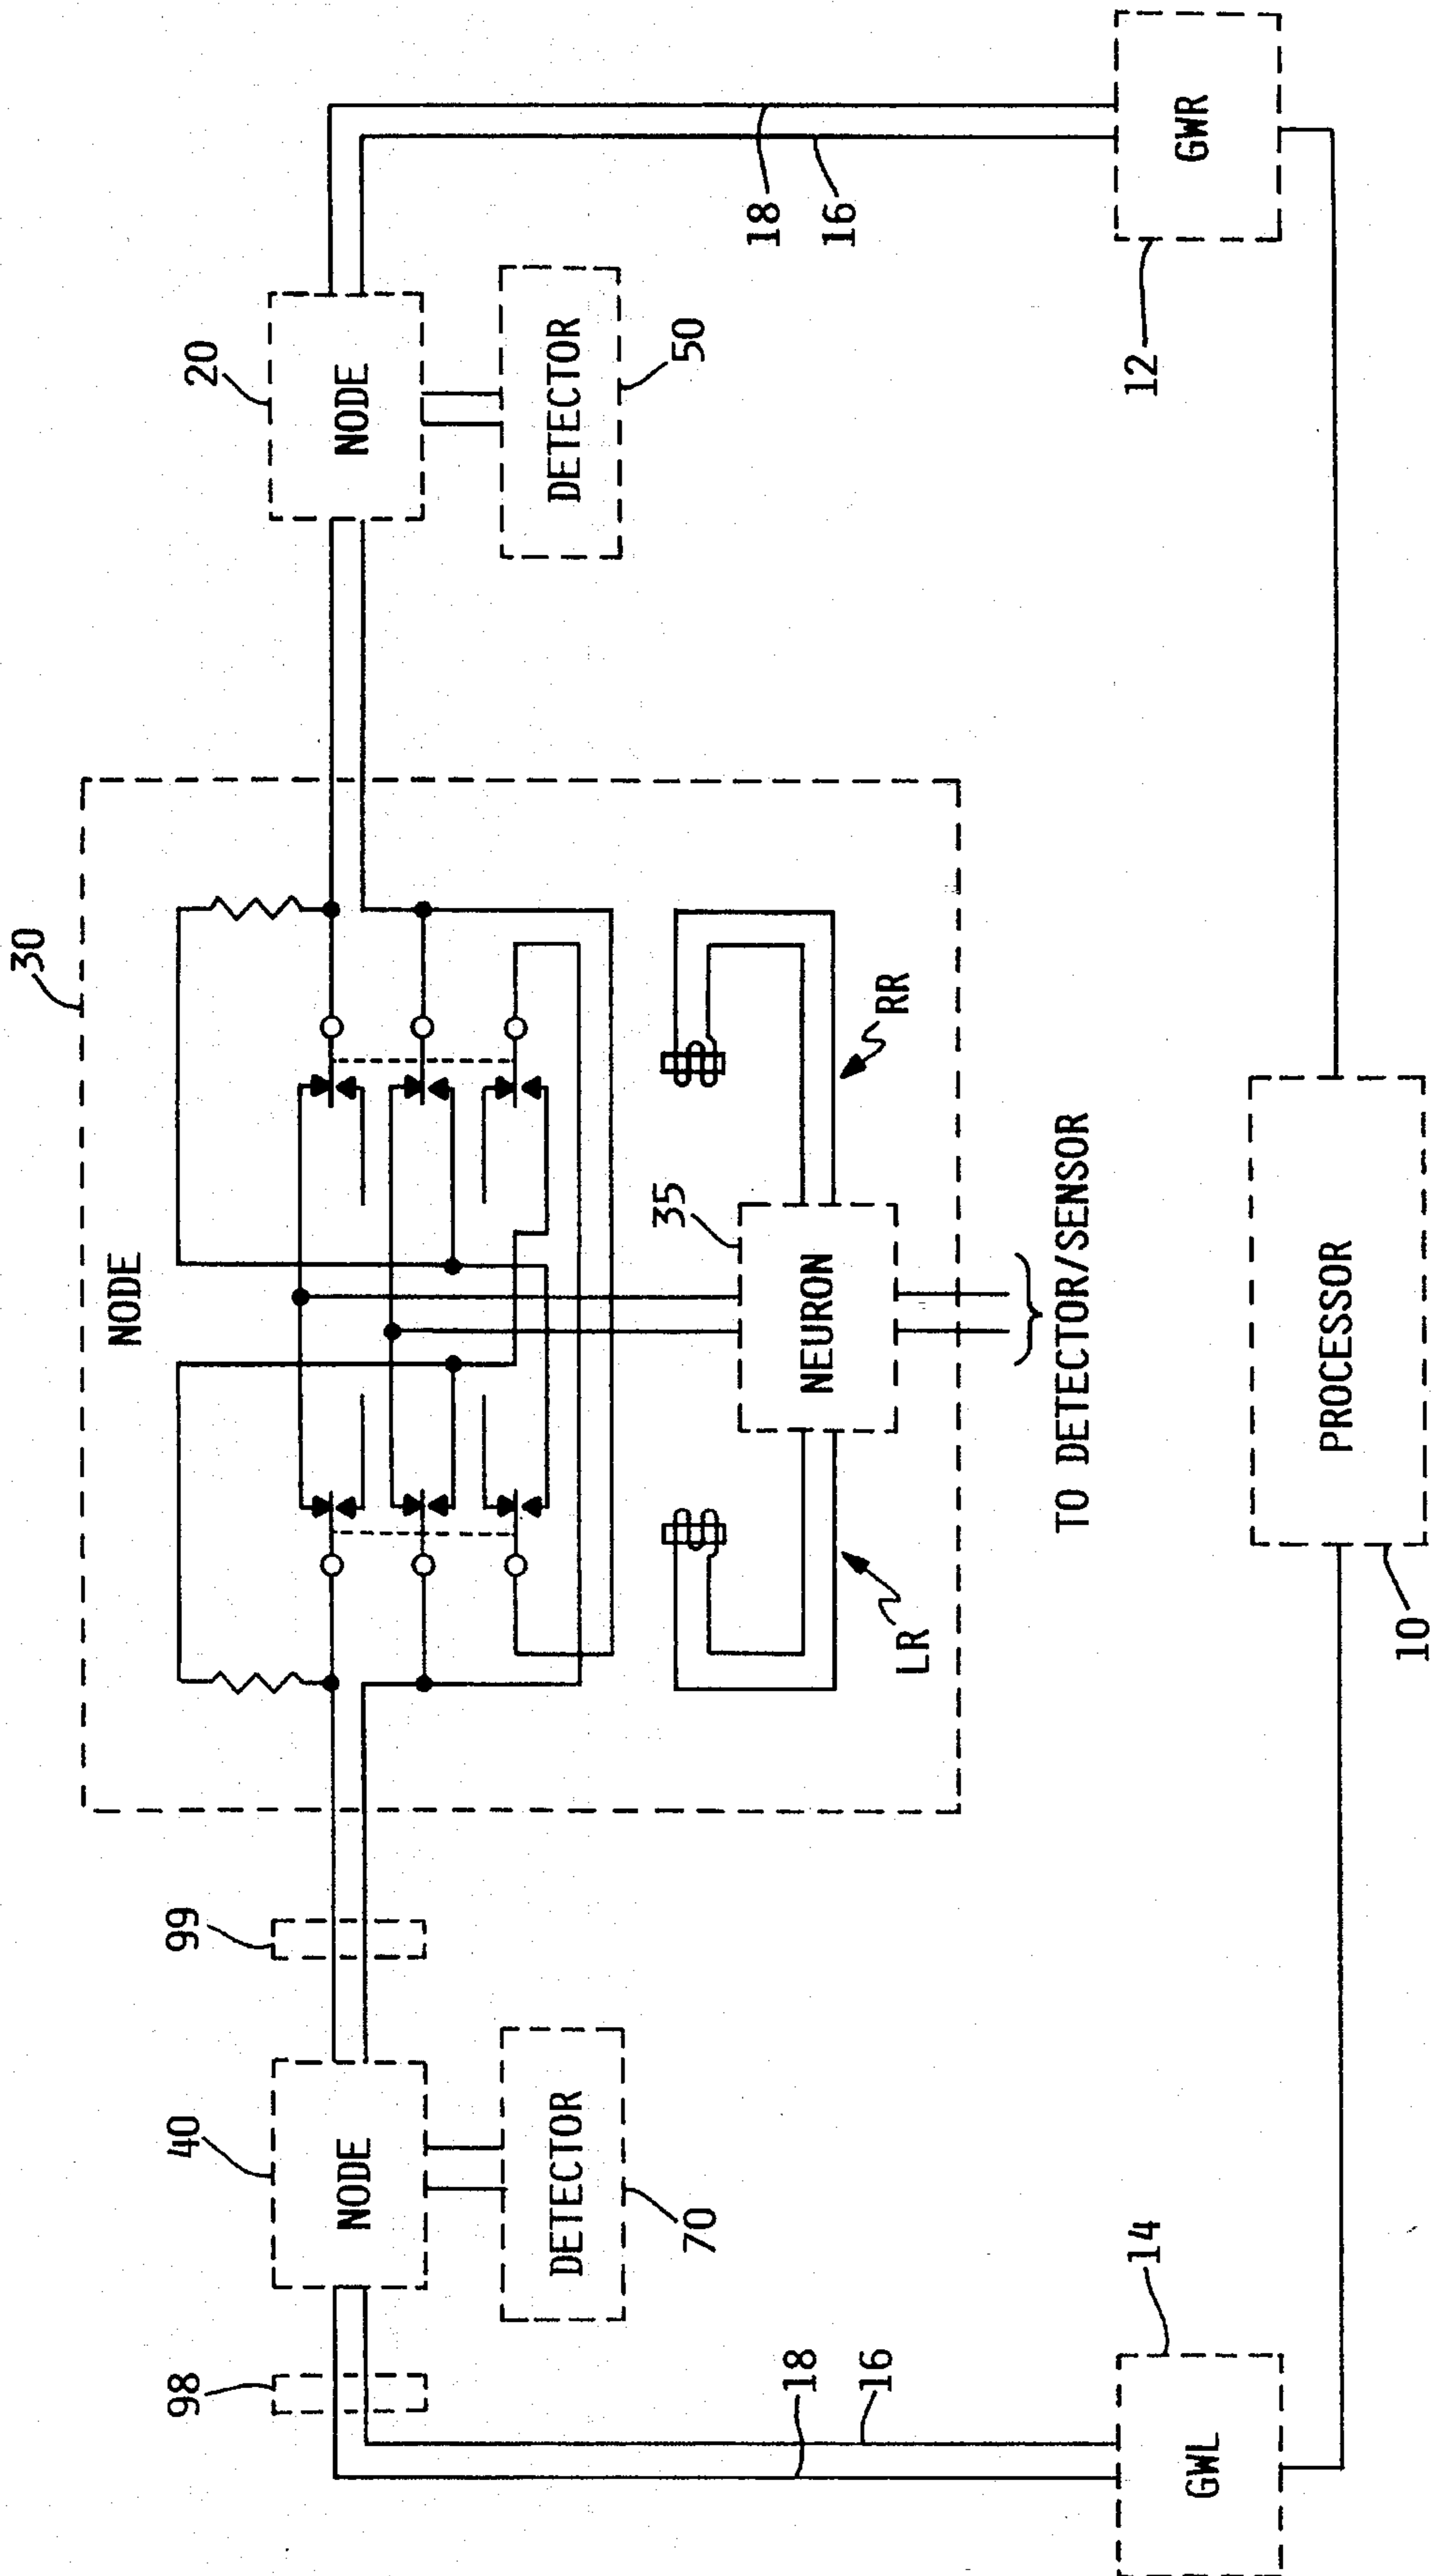 30
NODE
99
98
40
NODE
20
NODE
DETECTOR
70
DETECTOR
50
35
NEURON
LR
RR
TO DETECTOR/SENSOR
18
16
18
16
14
GWL
12
GWR
PROCESSOR
10